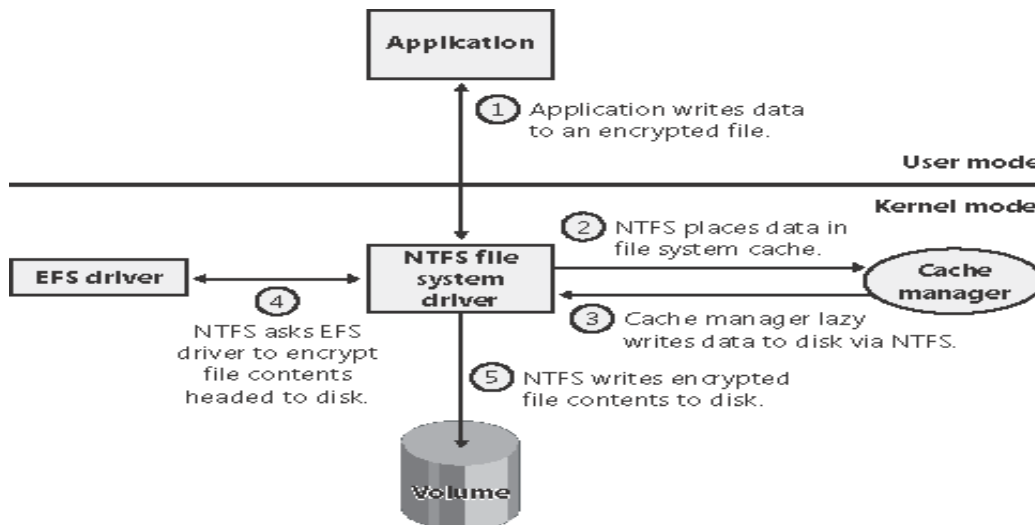 Application
1 Application writes data
to an encrypted file.
User mode
Kernel mode
2 NTFS places data in
file system cache.
NTFS file
system
driver
EFS driver
Cache
manager
4
NTFS asks EFS
driver to encrypt
file contents
headed to disk.
3 Cache manager lazy
writes data to disk via NTFS.
5 NTFS writes encrypted
file contents to disk.
Volume